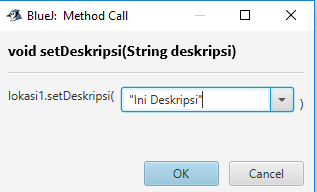 BlueJ: Method Call
void setDeskripsi(String deskripsi)
lokasi1.setDeskripsi( "Ini Deskripsi" )
OK Cancel